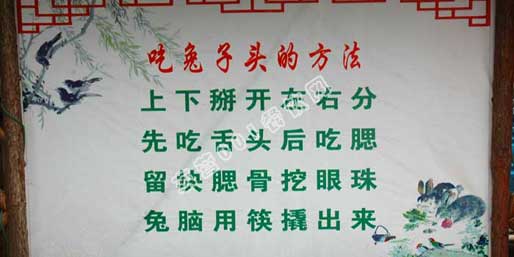 吃兔子头的方法
上下掰开左右分
先吃舌头后吃腮
留块腮骨挖眼珠
兔脑用筷撬出来